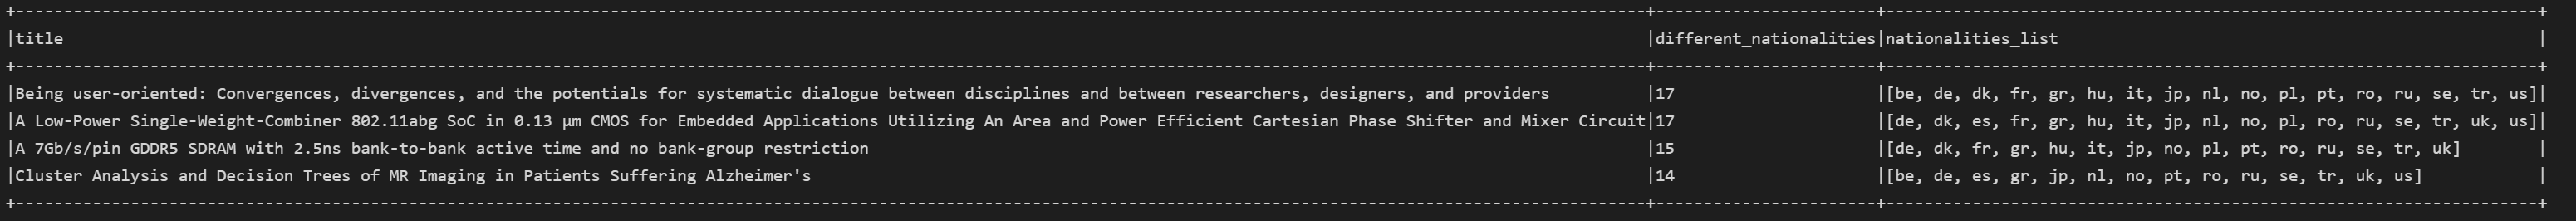 |title |different_nationalities|nationalities_list |
|Being user-oriented: Convergences, divergences, and the potentials for systematic dialogue between disciplines and between researchers, designers, and providers |17 |[be, de, dk, fr, gr, hu, it, jp, nl, no, pl, pt, ro, ru, se, tr, us]|
|A Low-Power Single-Weight-Combiner 802.11abg SoC in 0.13 µm CMOS for Embedded Applications Utilizing An Area and Power Efficient Cartesian Phase Shifter and Mixer Circuit|17 |[de, dk, es, fr, gr, hu, it, jp, nl, no, pl, ro, ru, se, tr, uk, us]|
|A 7Gb/s/pin GDDR5 SDRAM with 2.5ns bank-to-bank active time and no bank-group restriction |15 |[de, dk, fr, gr, hu, it, jp, no, pl, pt, ro, ru, se, tr, uk] |
|Cluster Analysis and Decision Trees of MR Imaging in Patients Suffering Alzheimer's |14 |[be, de, es, gr, jp, nl, no, pt, ro, ru, se, tr, uk, us] |